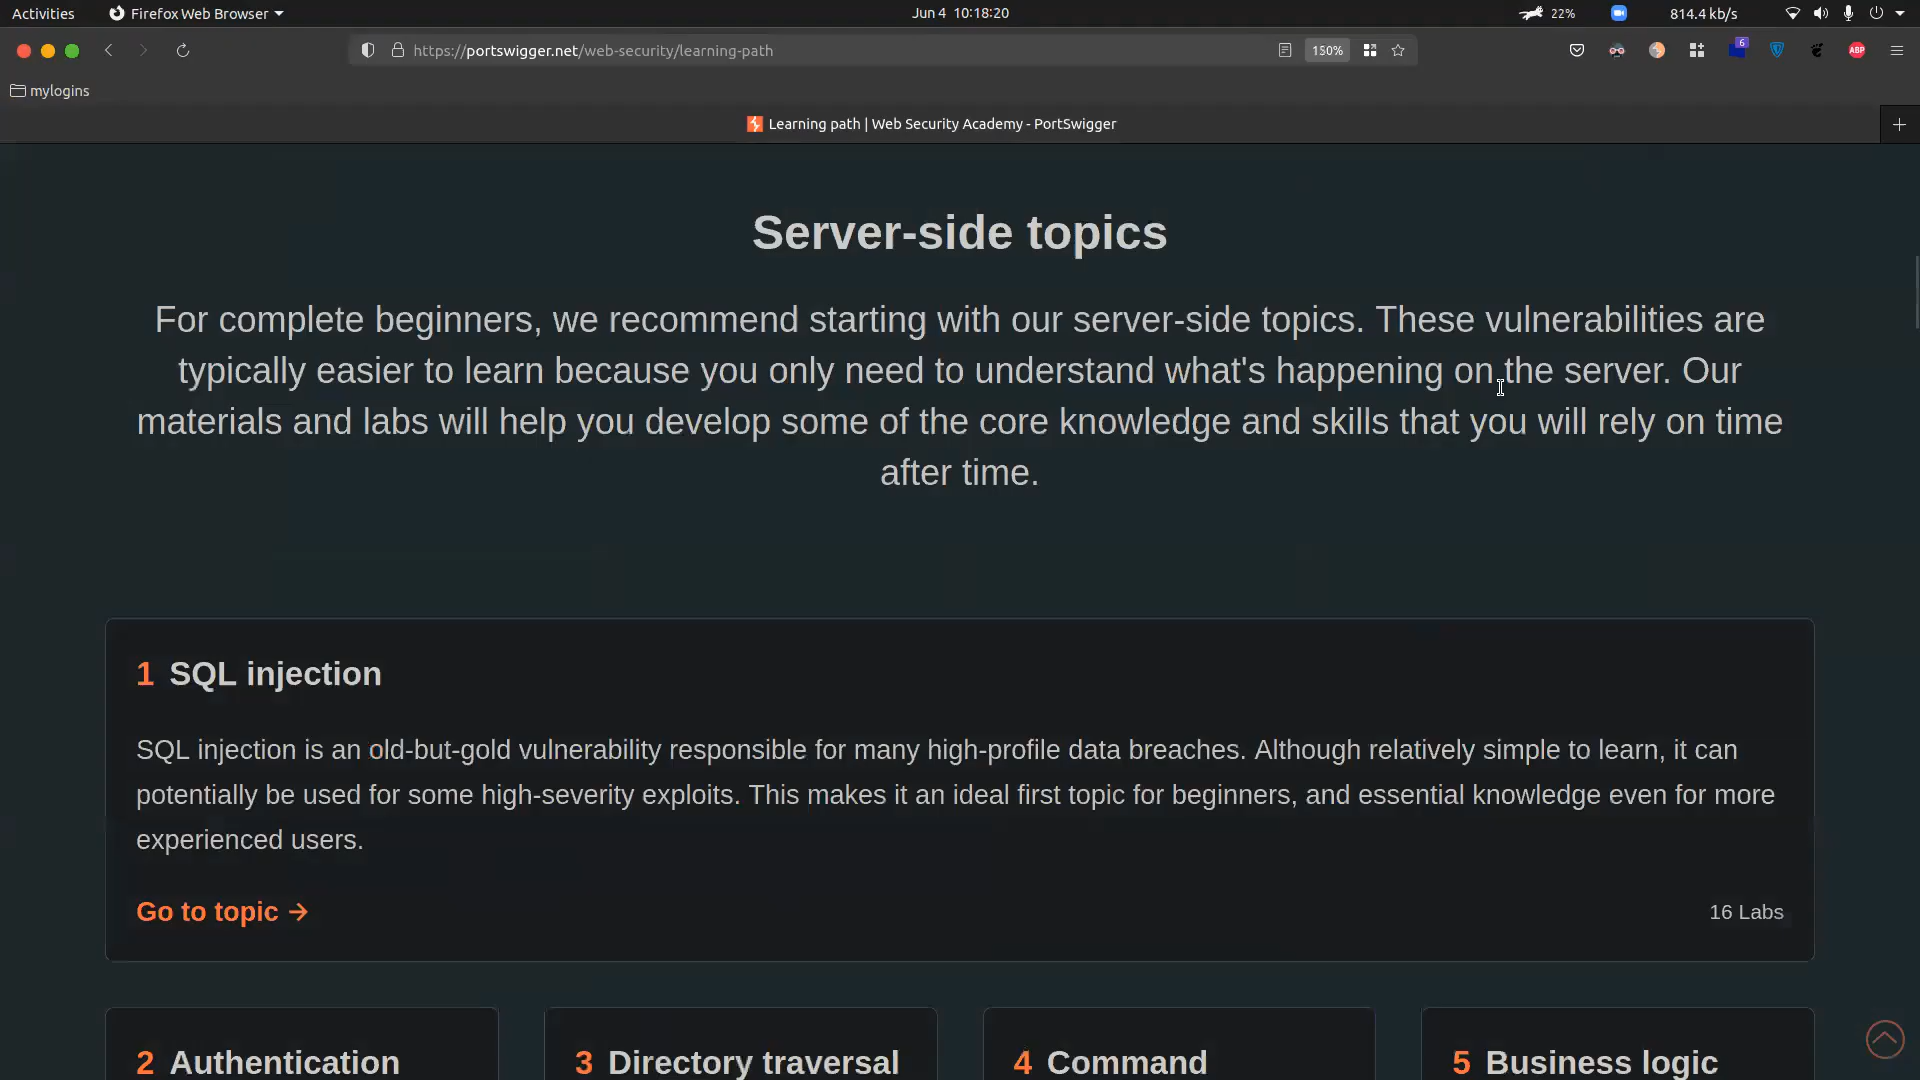 Activities
Firefox Web Browser
Jun 4 10:18:20
22%
814.4 kb/s
https://portswigger.net/web-security/learning-path
150%
6
ABP
mylogins
Learning path | Web Security Academy - PortSwigger
Server-side topics
For complete beginners, we recommend starting with our server-side topics. These vulnerabilities are
typically easier to learn because you only need to understand what's happening on the server. Our
materials and labs will help you develop some of the core knowledge and skills that you will rely on time
after time.
1 SQL injection
SQL injection is an old-but-gold vulnerability responsible for many high-profile data breaches. Although relatively simple to learn, it can
potentially be used for some high-severity exploits. This makes it an ideal first topic for beginners, and essential knowledge even for more
experienced users.
Go to topic →
16 Labs
2 Authentication
3 Directory traversal
4 Command
5 Business logic